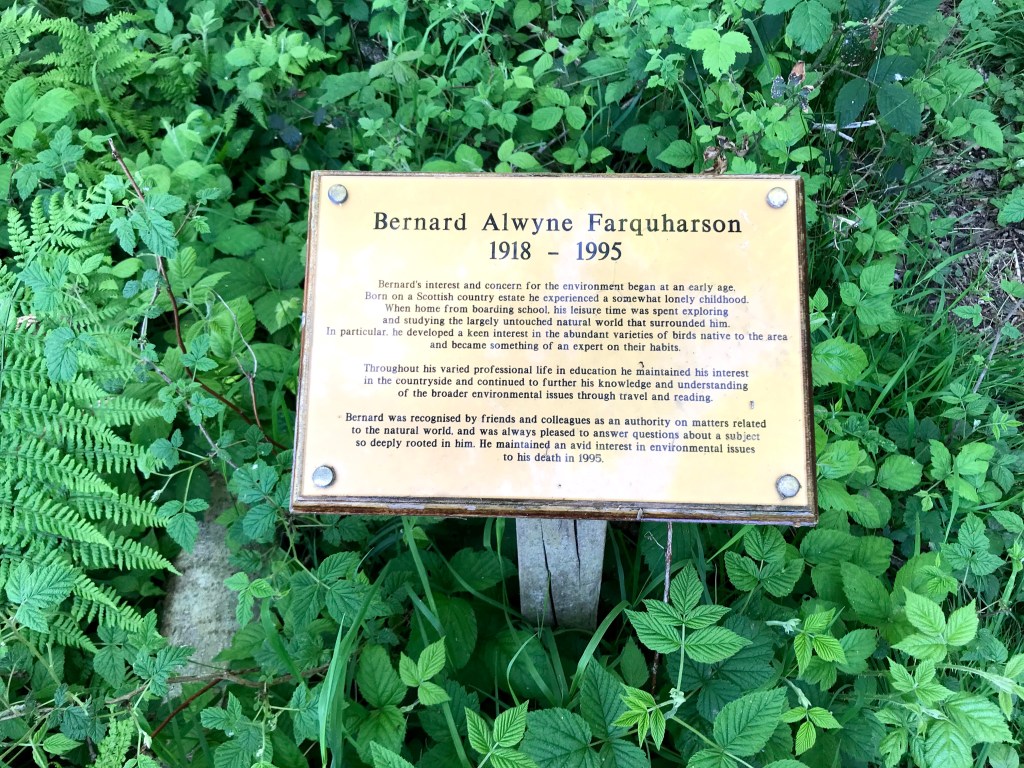 Bernard Alwyne Farquharson
1918 - 1995
Bernard's interest and concern for the environment began at an early age.
Born on a Scottish country estate he experienced a somewhat lonely childhood.
When home from boarding school, his leisure time was spent exploring
and studying the largely untouched natural world that surrounded him.
In particular, he developed a keen interest in the abundant varieties of birds native to the area
and became something of an expert on their habits.
Throughout his varied professional life in education he maintained his interest
in the countryside and continued to further his knowledge and understanding
of the broader environmental issues through travel and reading.
Bernard was recognised by friends and colleagues as an authority on matters related
to the natural world, and was always pleased to answer questions about a subject
so deeply rooted in him. He maintained an avid interest in environmental issues
to his death in 1995.